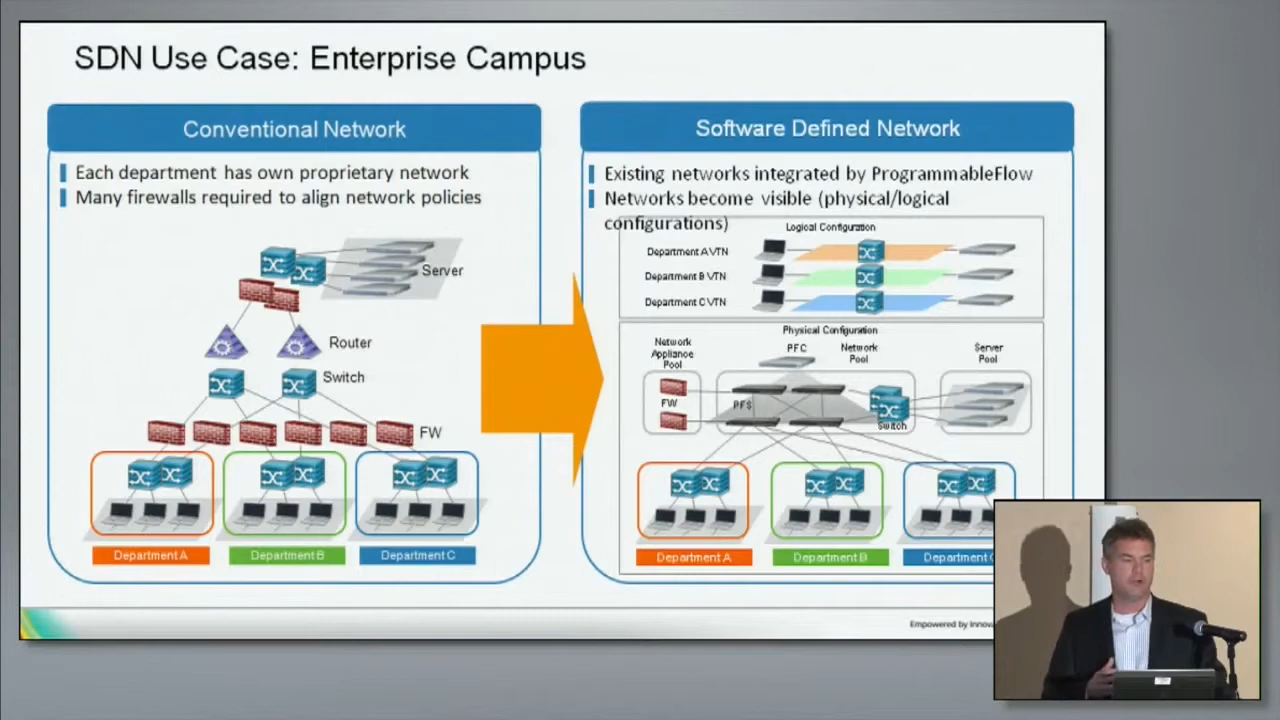 SDN Use Case: Enterprise Campus
Conventional Network
Each department has own proprietary network
Many firewalls required to align network policies
Server
Router
Switch
FW
Department A
Department B
Department C
Software Defined Network
Existing networks integrated by ProgrammableFlow
Networks become visible (physical/logical
configurations)
Logical Configuration
Department A VTN
Department B VTN
Department C VTN
Physical Configuration
Network
Appliance
Pool
PFC
Network
Pool
Server
Pool
FW
PFS
Switch
Department A
Department B
Department
Empowered by Innov